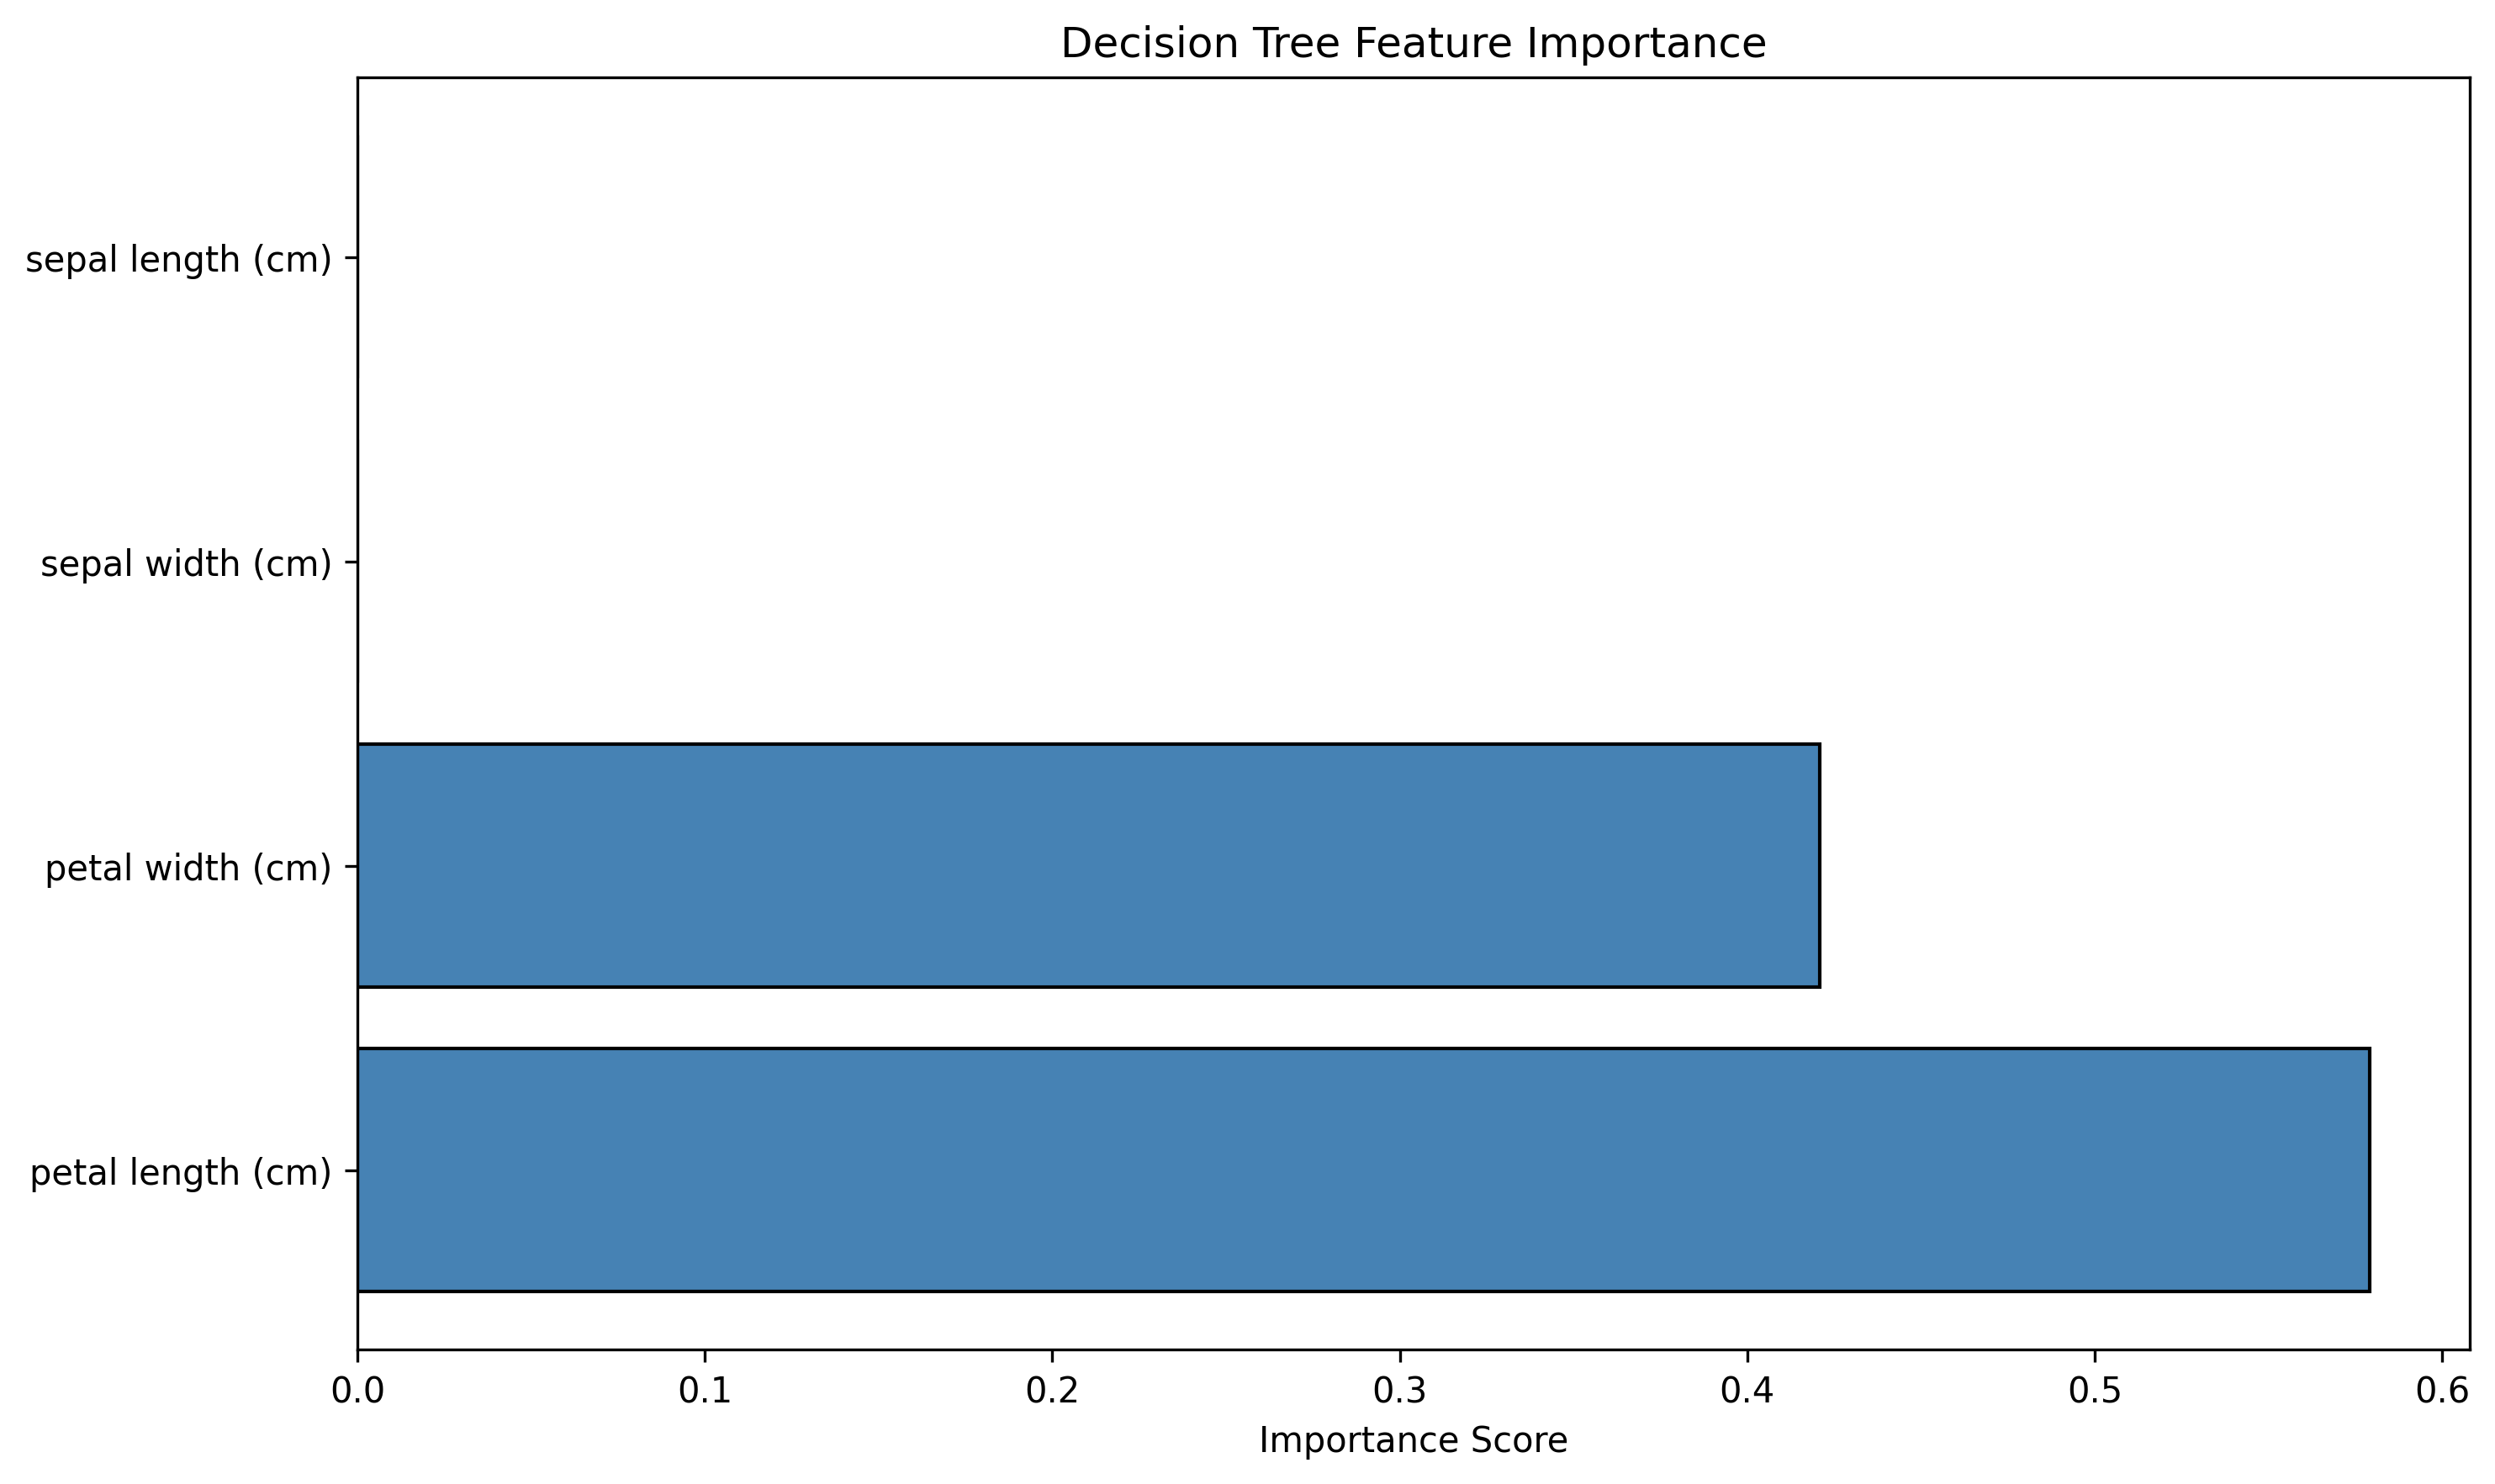 Decision Tree Feature Importance
sepal length (cm)
sepal width (cm)
petal width (cm)
petal length (cm)
0.0 0.1 0.2 0.3 0.4 0.5 0.6
Importance Score